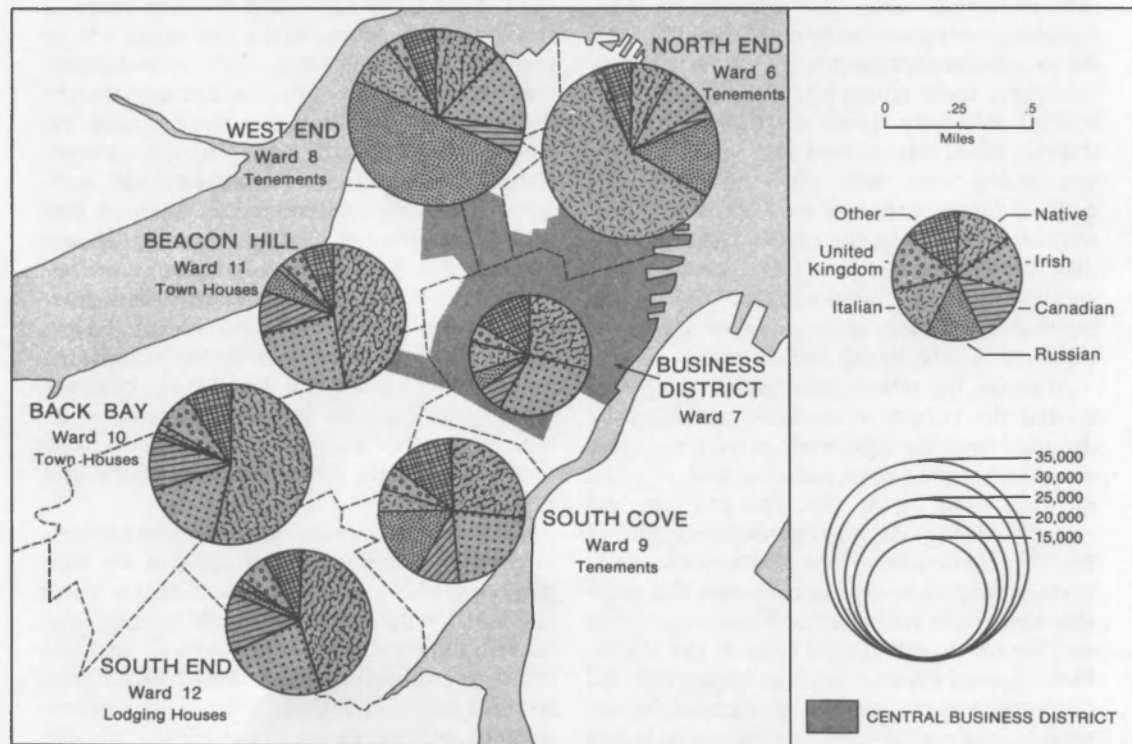 NORTH END
Ward 6
Tenements
WEST END
Ward 8
Tenements
BEACON HILL
Ward 11
Town Houses
BUSINESS
DISTRICT
Ward 7
BACK BAY
Ward 10
Town Houses
SOUTH COVE
Ward 9
Tenements
SOUTH END
Ward 12
Lodging Houses
0 .25 .5
Miles
Other
Native
United
Kingdom
Irish
Italian
Canadian
Russian
35,000
30,000
25,000
20,000
15,000
CENTRAL BUSINESS DISTRICT